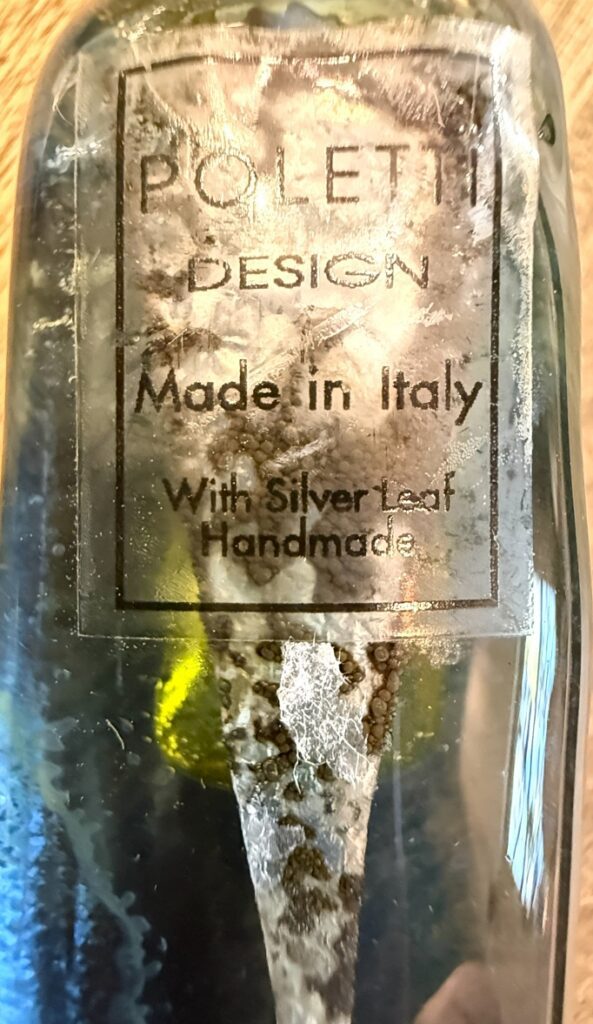 POLETTI
DESIGN
Made in Italy
With Silver Leaf
Handmade